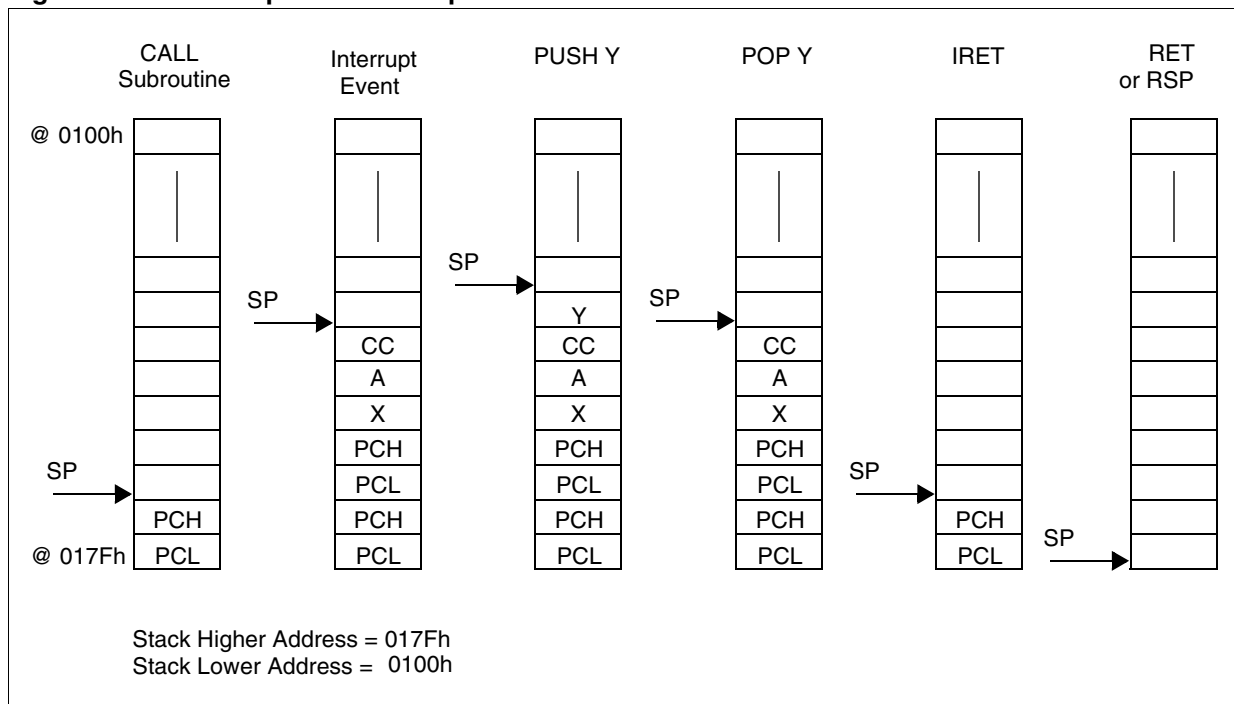 CALL
Subroutine
Interrupt
Event
PUSH Y
POP Y
IRET
RET
or RSP
@ 0100h
SP
PCH
@ 017Fh
PCL
SP
CC
A
X
PCH
PCL
PCH
PCL
SP
Y
CC
A
X
PCH
PCL
PCH
PCL
SP
CC
A
X
PCH
PCL
PCH
PCL
SP
PCH
PCL
SP
Stack Higher Address = 017Fh
Stack Lower Address = 0100h